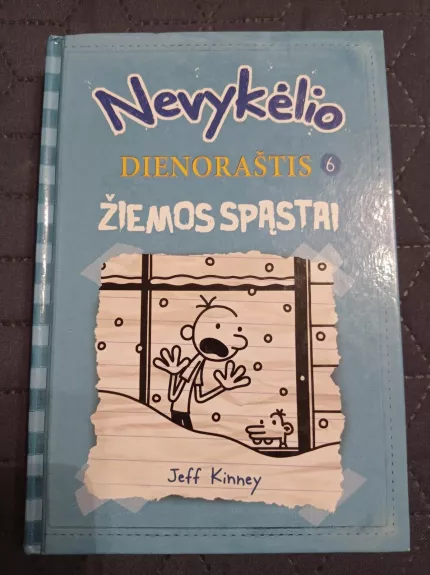 Nevykėlio
DIENORAŠTIS 6
ŽIEMOS SPĄSTAI
Jeff Kinney